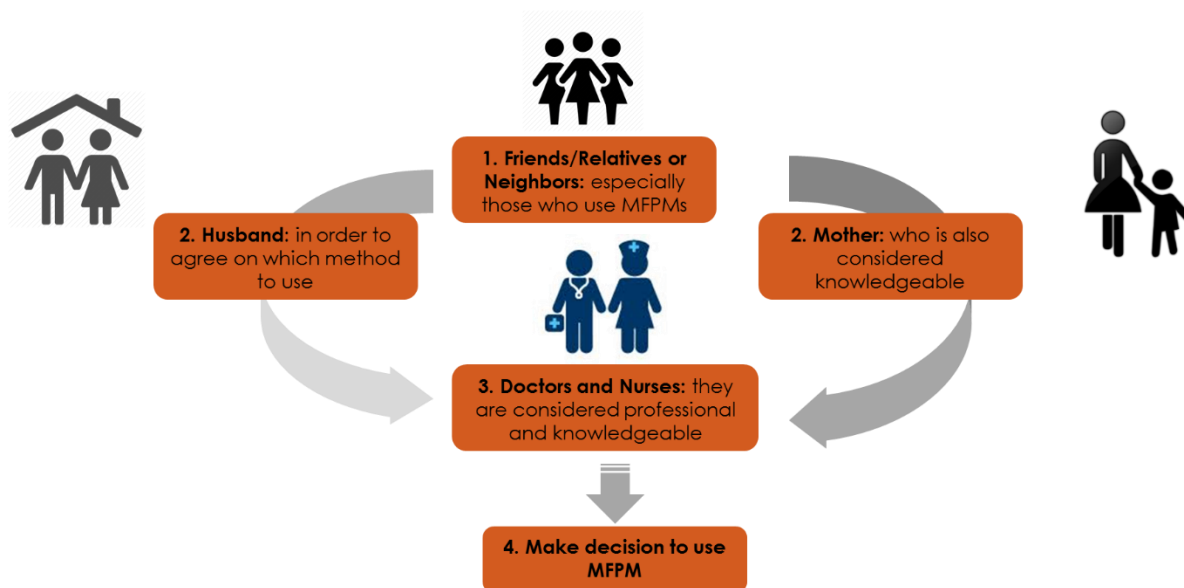 1. Friends/Relatives or
Neighbors: especially
those who use MFPMs
2. Husband: in order to
agree on which method
to use
2. Mother: who is also
considered
knowledgeable
3. Doctors and Nurses: they
are considered professional
and knowledgeable
4. Make decision to use
MFPM